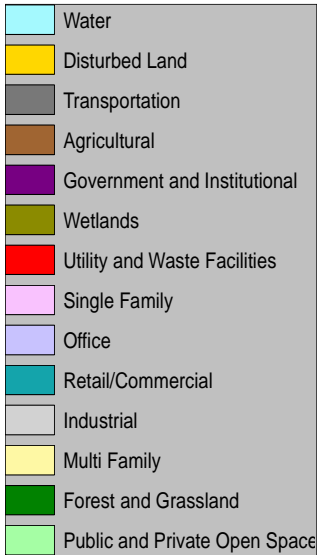 Water
Disturbed Land
Transportation
Agricultural
Government and Institutional
Wetlands
Utility and Waste Facilities
Single Family
Office
Retail/Commercial
Industrial
Multi Family
Forest and Grassland
Public and Private Open Space